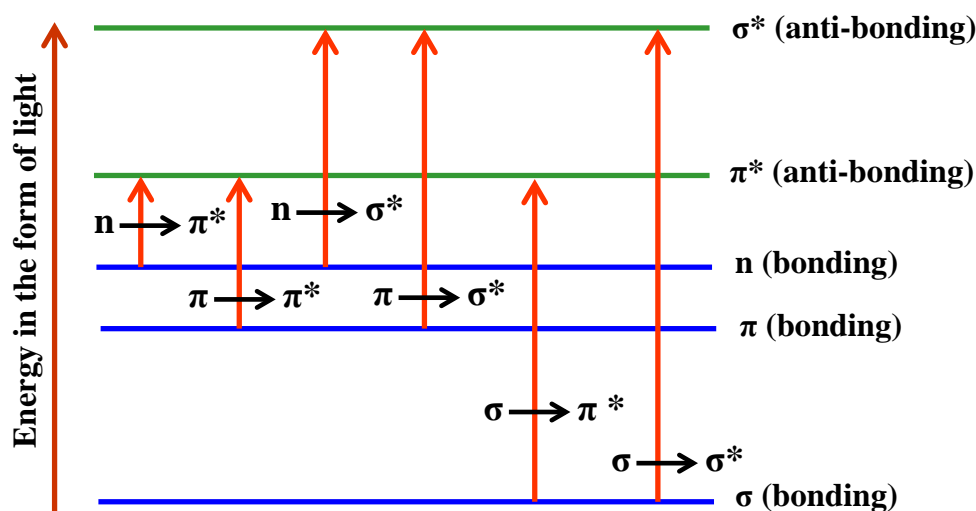 σ* (anti-bonding)
Energy in the form of light
π* (anti-bonding)
n → π*
n → σ*
n (bonding)
π → π*
π → σ*
π (bonding)
σ → π *
σ → σ*
σ (bonding)